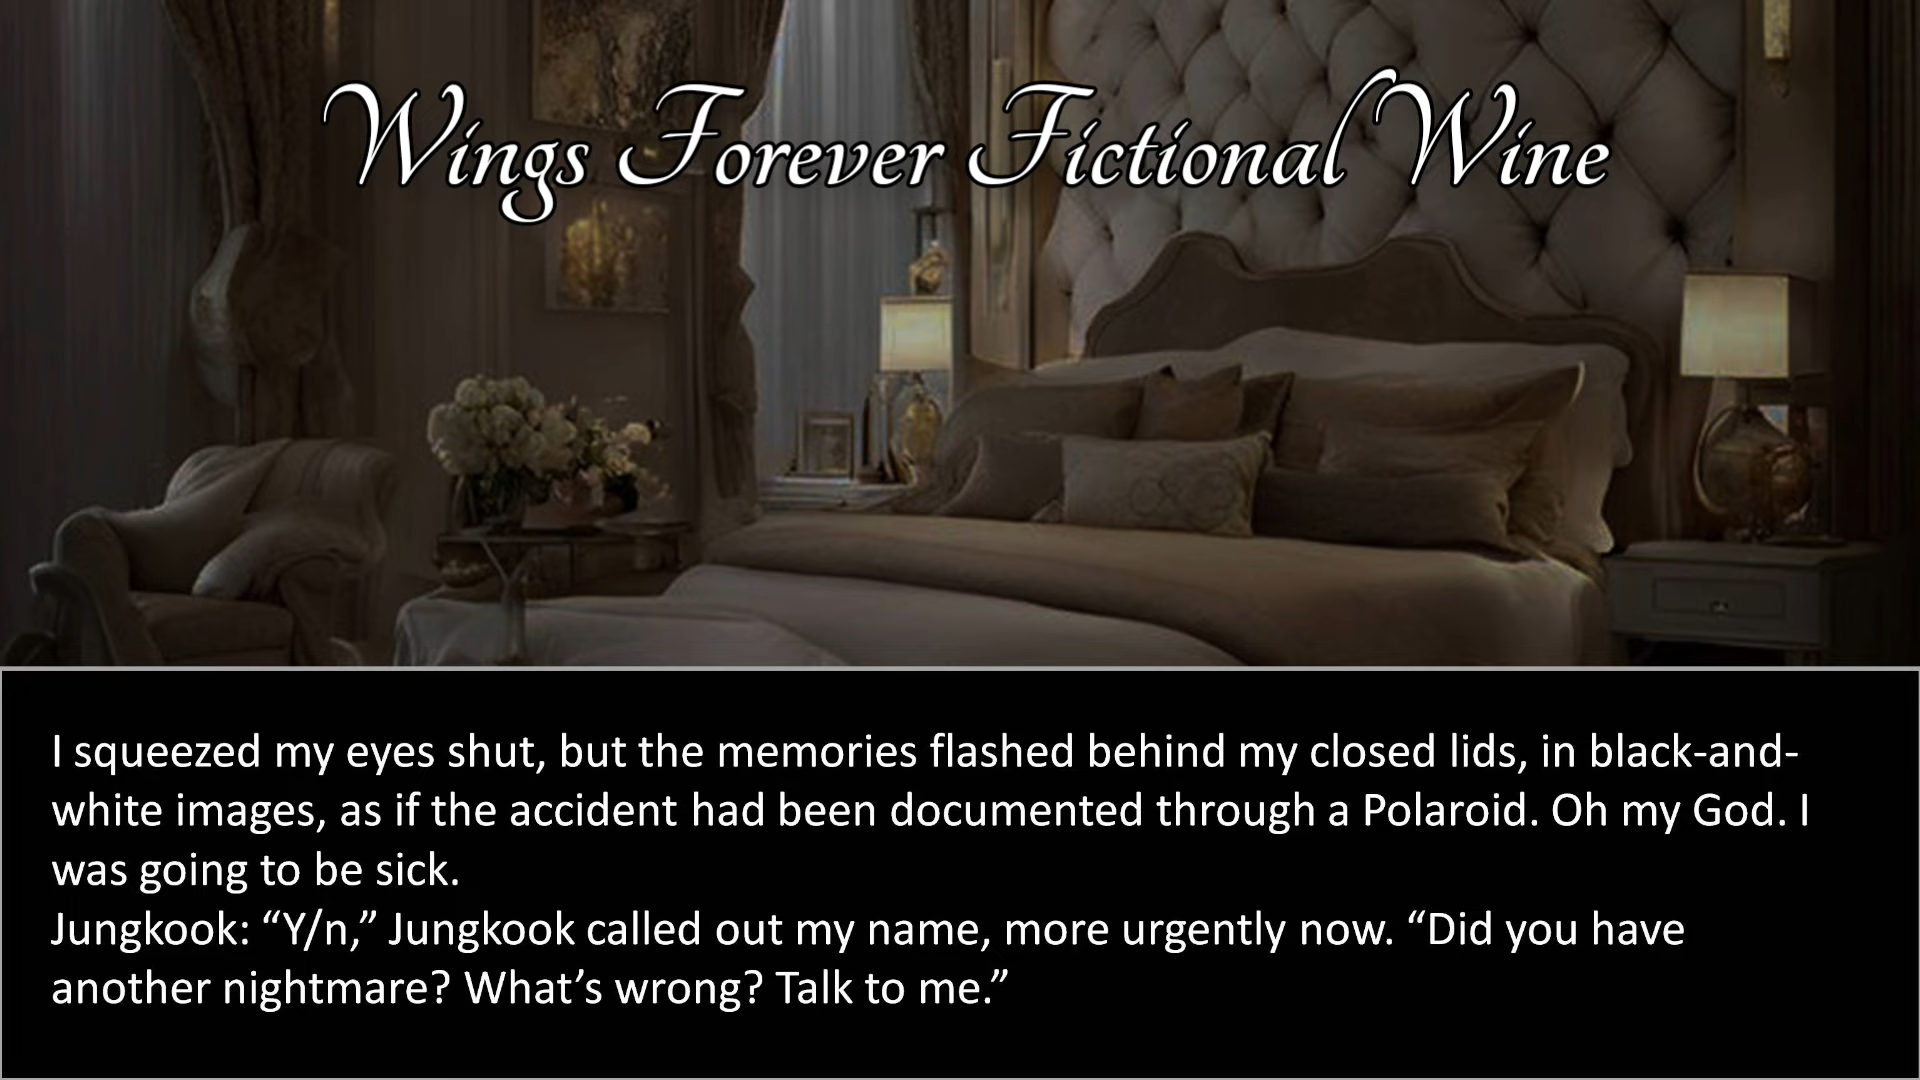 Wings Forever Fictional Wine
I squeezed my eyes shut, but the memories flashed behind my closed lids, in black-and-
white images, as if the accident had been documented through a Polaroid. Oh my God. I
was going to be sick.
Jungkook: “Y/n,” Jungkook called out my name, more urgently now. “Did you have
another nightmare? What’s wrong? Talk to me.”